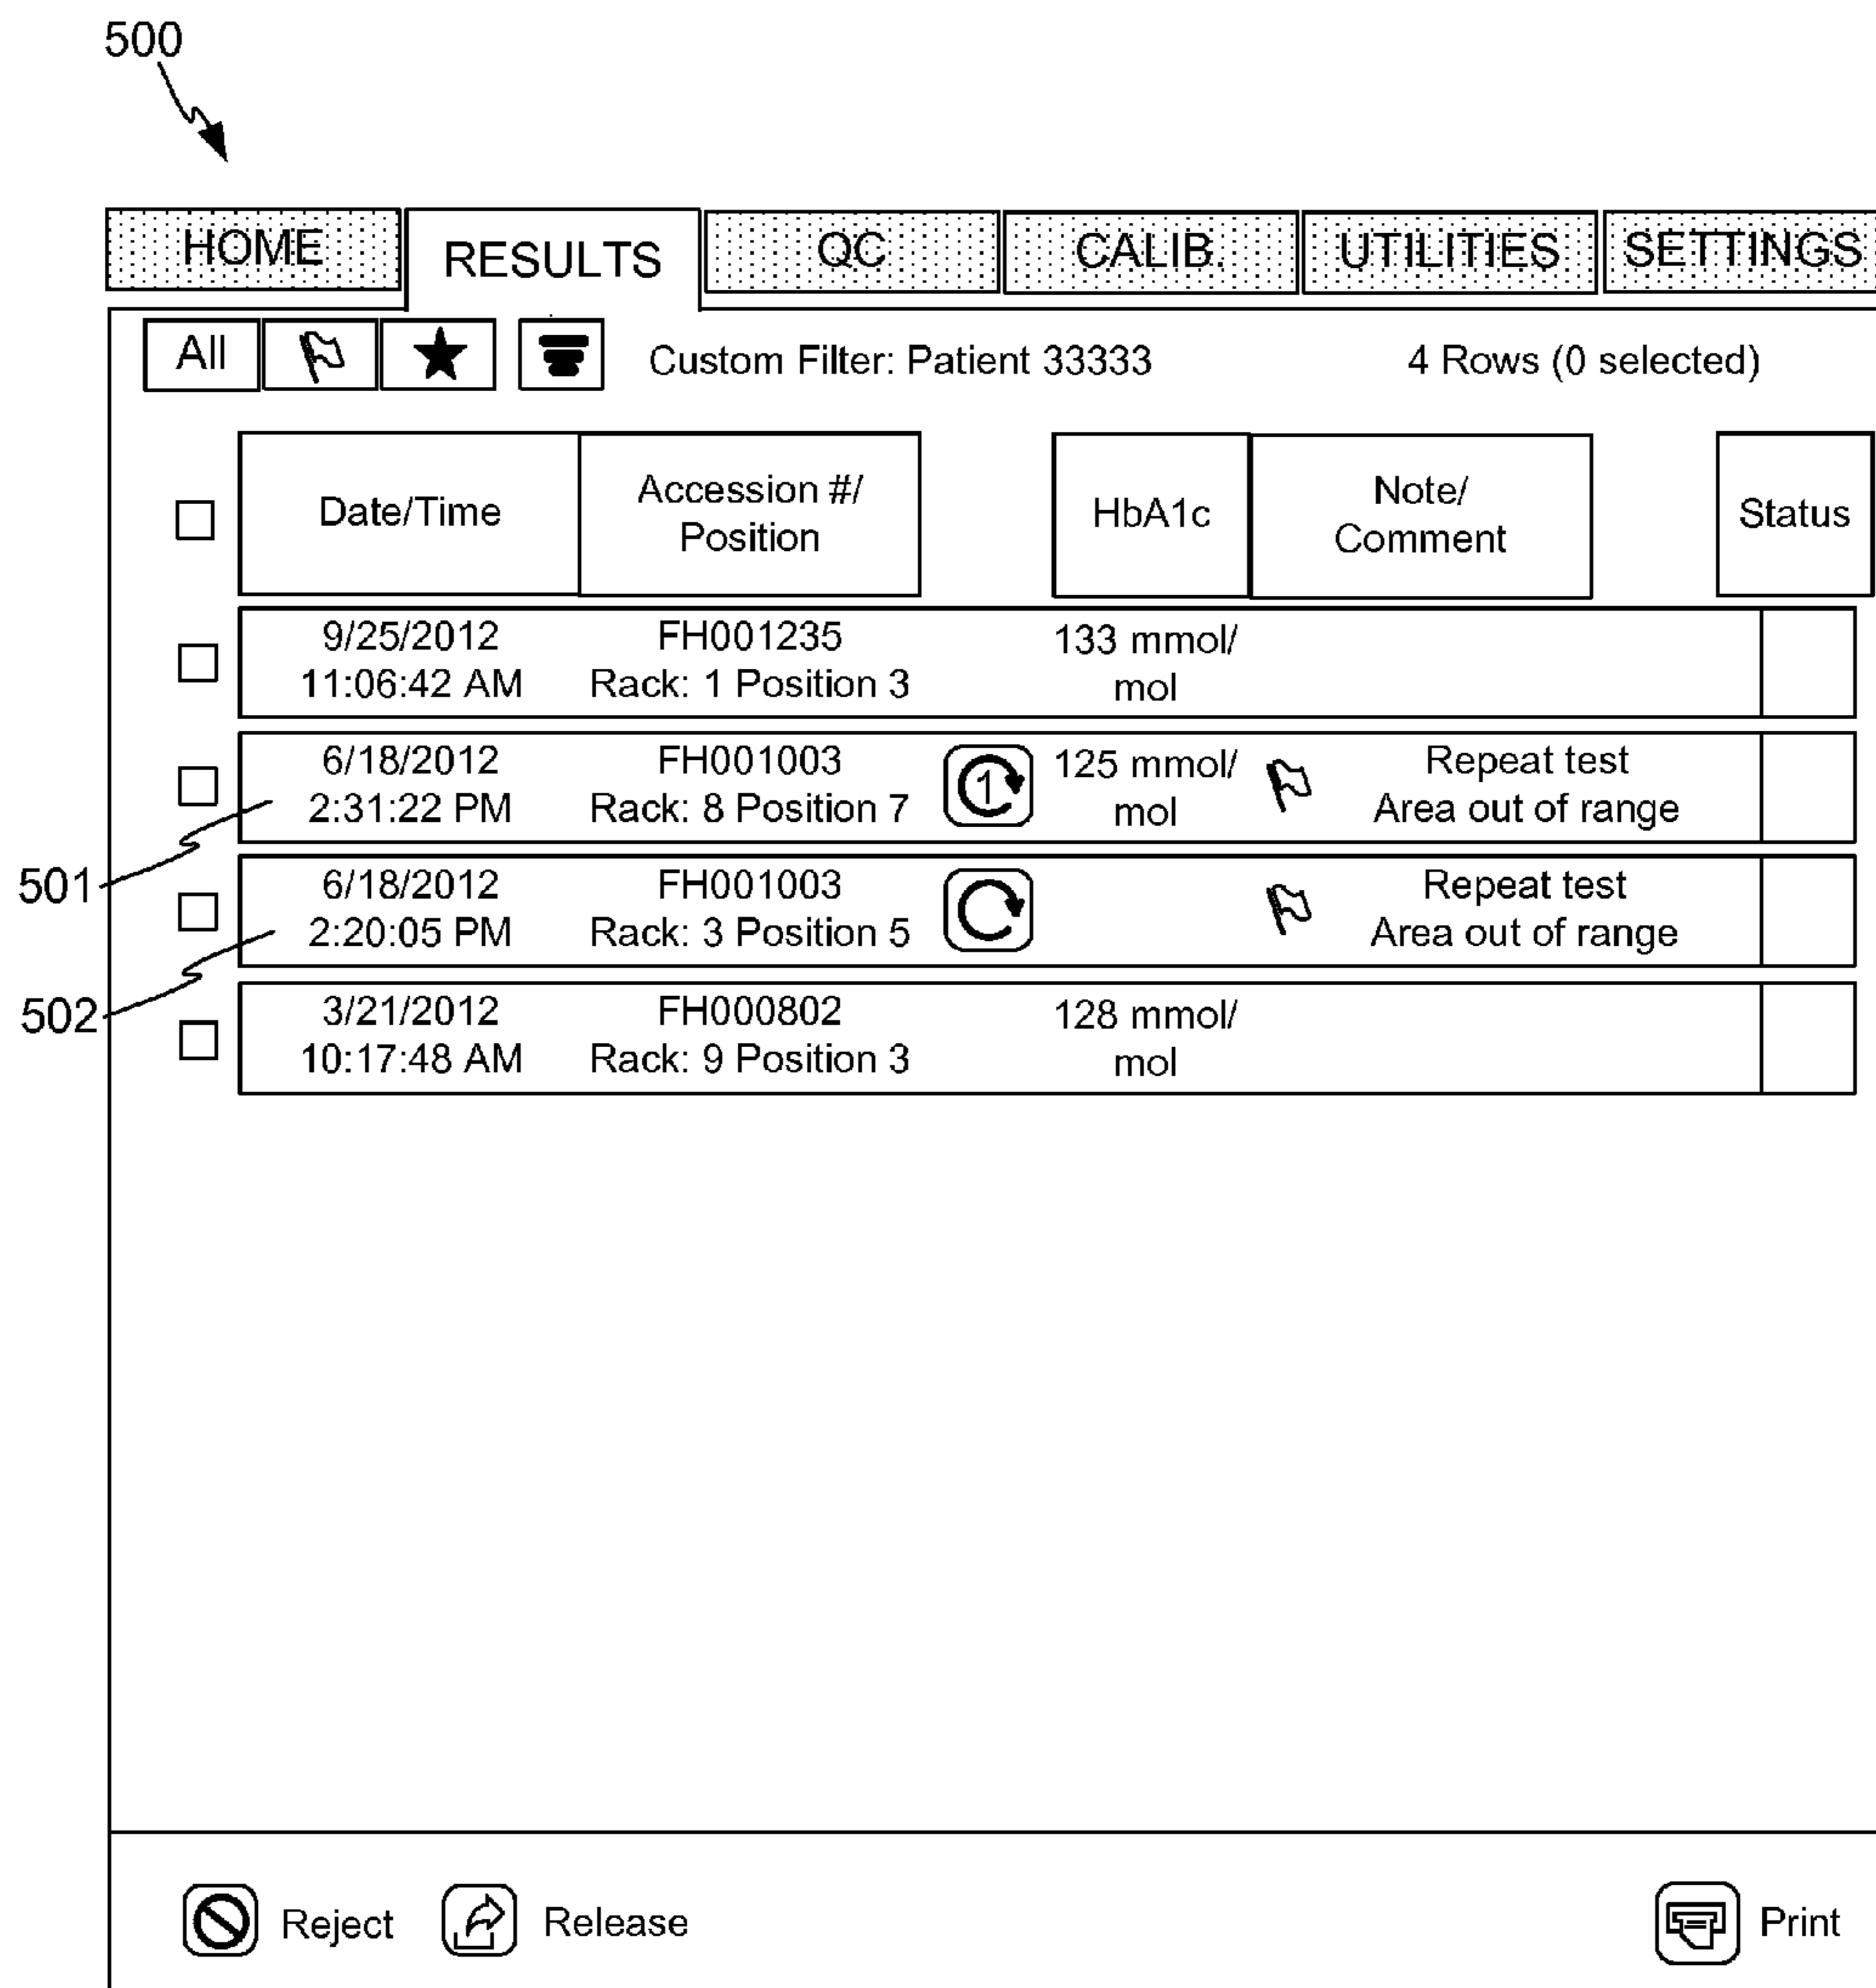 500
HOME RESULTS QC CALIB. UTILITIES SETTINGS
All Custom Filter: Patient 33333 4 Rows (0 selected)
Date/Time Accession #/ Position HbA1c Note/ Comment Status
9/25/2012 FH001235 133 mmol/
11:06:42 AM Rack: 1 Position 3 mol
6/18/2012 FH001003 1 125 mmol/ Repeat test
2:31:22 PM Rack: 8 Position 7 mol Area out of range
501
6/18/2012 FH001003 Repeat test
2:20:05 PM Rack: 3 Position 5 Area out of range
502
3/21/2012 FH000802 128 mmol/
10:17:48 AM Rack: 9 Position 3 mol
Reject Release Print